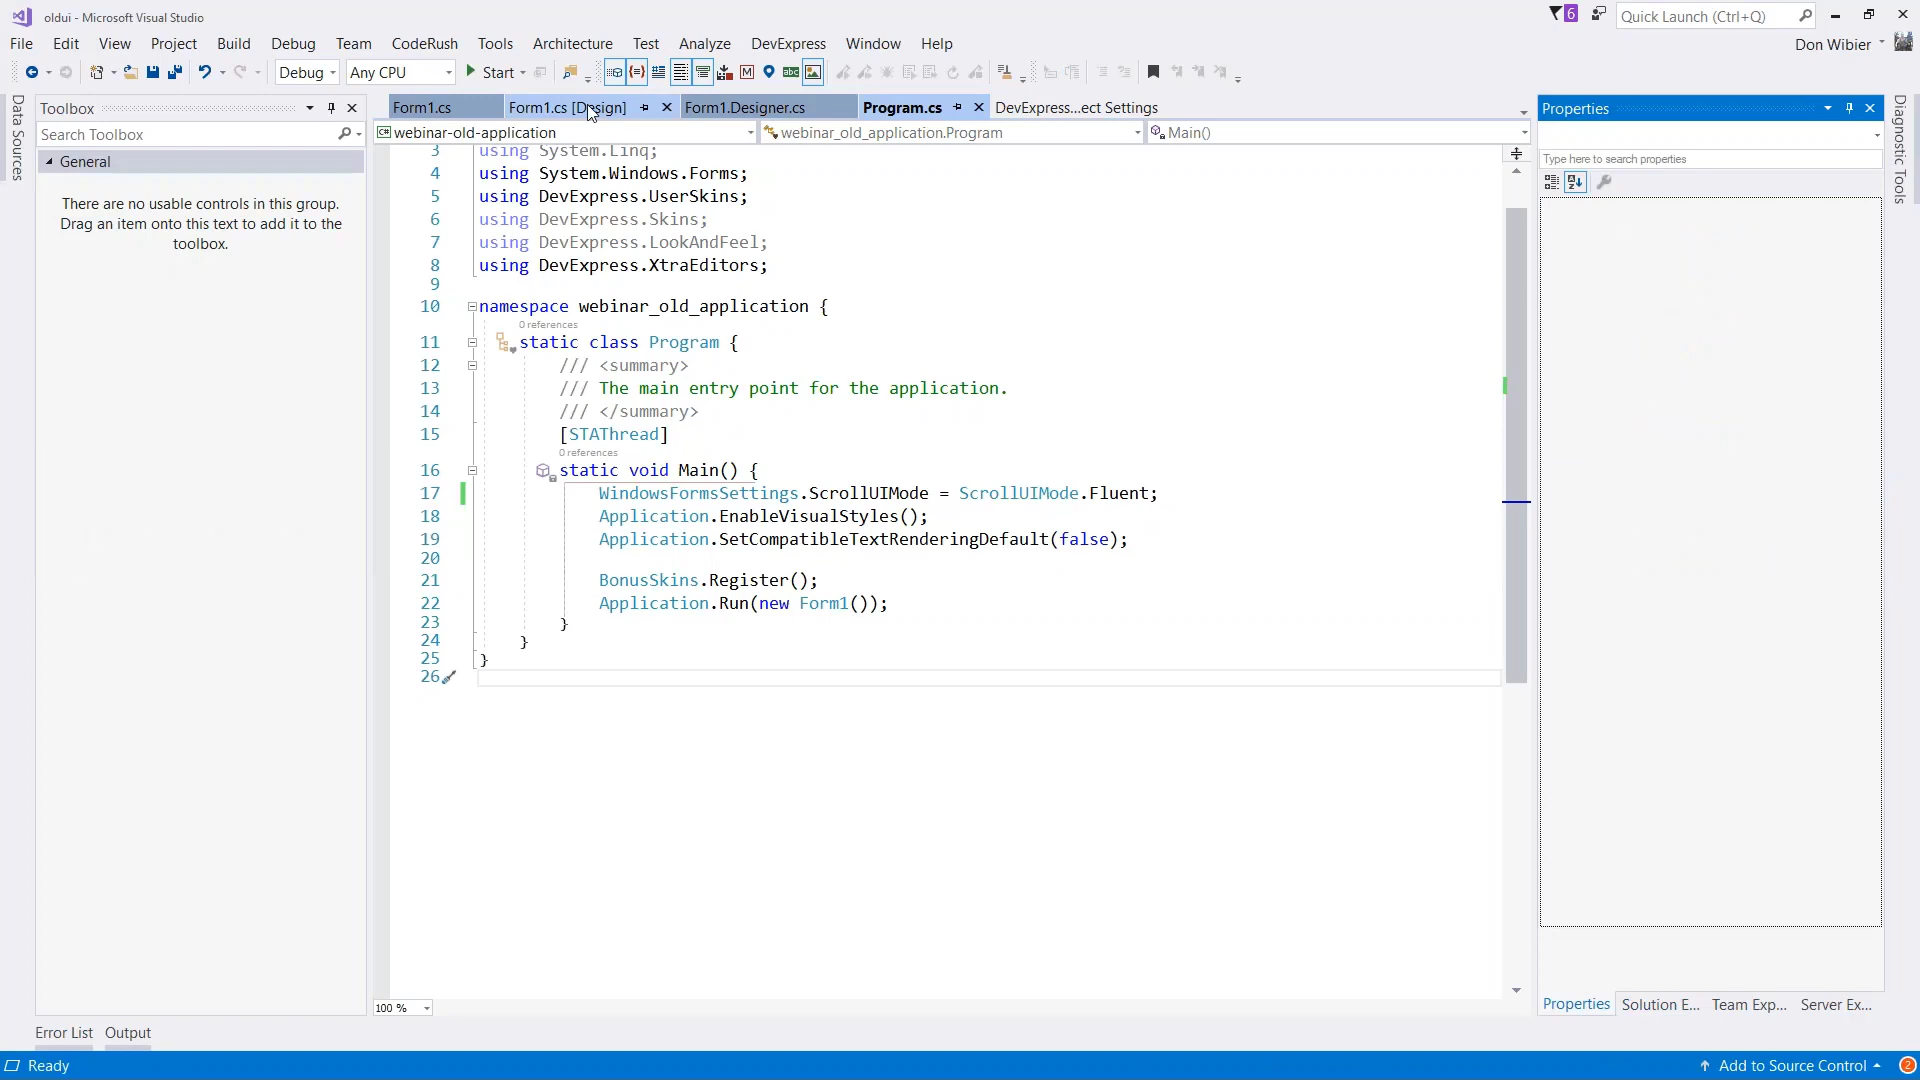 oldui - Microsoft Visual Studio
6
Quick Launch (Ctrl+Q)
File Edit View Project Build Debug Team CodeRush Tools Architecture Test Analyze DevExpress Window Help
Don Wibier
Debug Any CPU Start
Data Sources
Toolbox
Search Toolbox
General
There are no usable controls in this group.
Drag an item onto this text to add it to the
toolbox.
Form1.cs Form1.cs [Design] Form1.Designer.cs Program.cs DevExpress...ect Settings
webinar-old-application webinar_old_application.Program Main()
3 using System.Linq;
4 using System.Windows.Forms;
5 using DevExpress.UserSkins;
6 using DevExpress.Skins;
7 using DevExpress.LookAndFeel;
8 using DevExpress.XtraEditors;
9
10 namespace webinar_old_application {
0 references
11 static class Program {
12 /// <summary>
13 /// The main entry point for the application.
14 /// </summary>
15 [STAThread]
0 references
16 static void Main() {
17 WindowsFormsSettings.ScrollUIMode = ScrollUIMode.Fluent;
18 Application.EnableVisualStyles();
19 Application.SetCompatibleTextRenderingDefault(false);
20
21 BonusSkins.Register();
22 Application.Run(new Form1());
23 }
24 }
25 }
26
100 %
Properties
Type here to search properties
Diagnostic Tools
Properties Solution E... Team Exp... Server Ex...
Error List Output
Ready
Add to Source Control
2